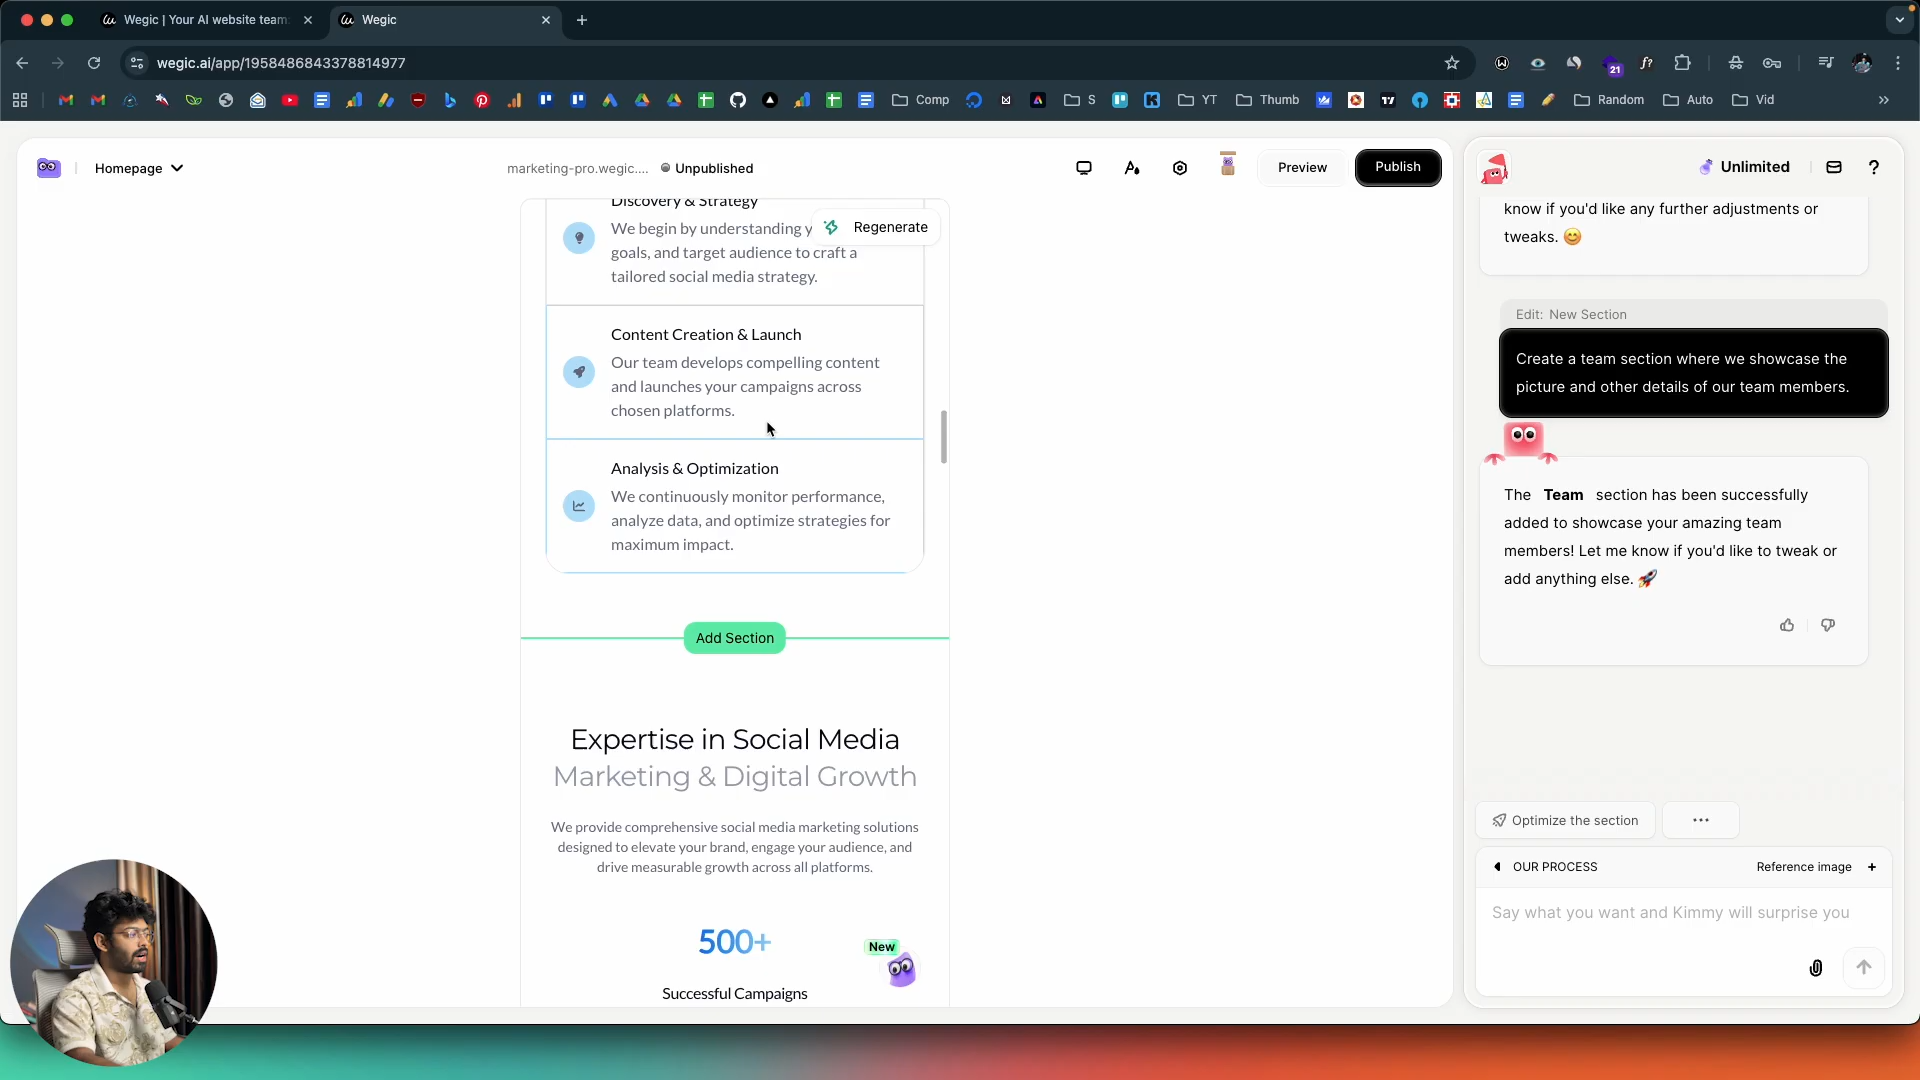 Wegic | Your AI website team:
Wegic
wegic.ai/app/1958486843378814977
21
f?
Comp
S
YT
Thumb
Random
Auto
Vid
Homepage
marketing-pro.wegic....
Unpublished
Preview
Publish
Unlimited
?
Discovery & Strategy
Regenerate
We begin by understanding y
goals, and target audience to craft a
tailored social media strategy.
Content Creation & Launch
Our team develops compelling content
and launches your campaigns across
chosen platforms.
Analysis & Optimization
We continuously monitor performance,
analyze data, and optimize strategies for
maximum impact.
Add Section
Expertise in Social Media
Marketing & Digital Growth
We provide comprehensive social media marketing solutions
designed to elevate your brand, engage your audience, and
drive measurable growth across all platforms.
500+
Successful Campaigns
New
know if you'd like any further adjustments or
tweaks. 😊
Edit: New Section
Create a team section where we showcase the
picture and other details of our team members.
The Team section has been successfully
added to showcase your amazing team
members! Let me know if you'd like to tweak or
add anything else. 🚀
Optimize the section
...
OUR PROCESS
Reference image +
Say what you want and Kimmy will surprise you